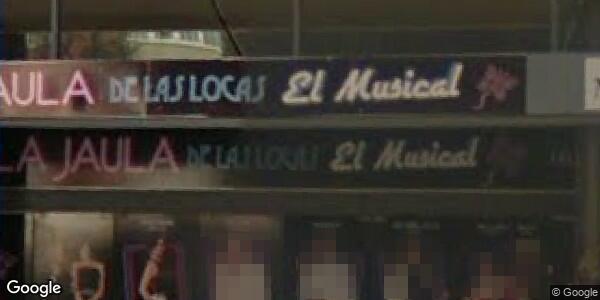 AULA DE LAS LOCAS El Musical
LA JAULA DE LAS LOCAS El Musical
Google
© Google